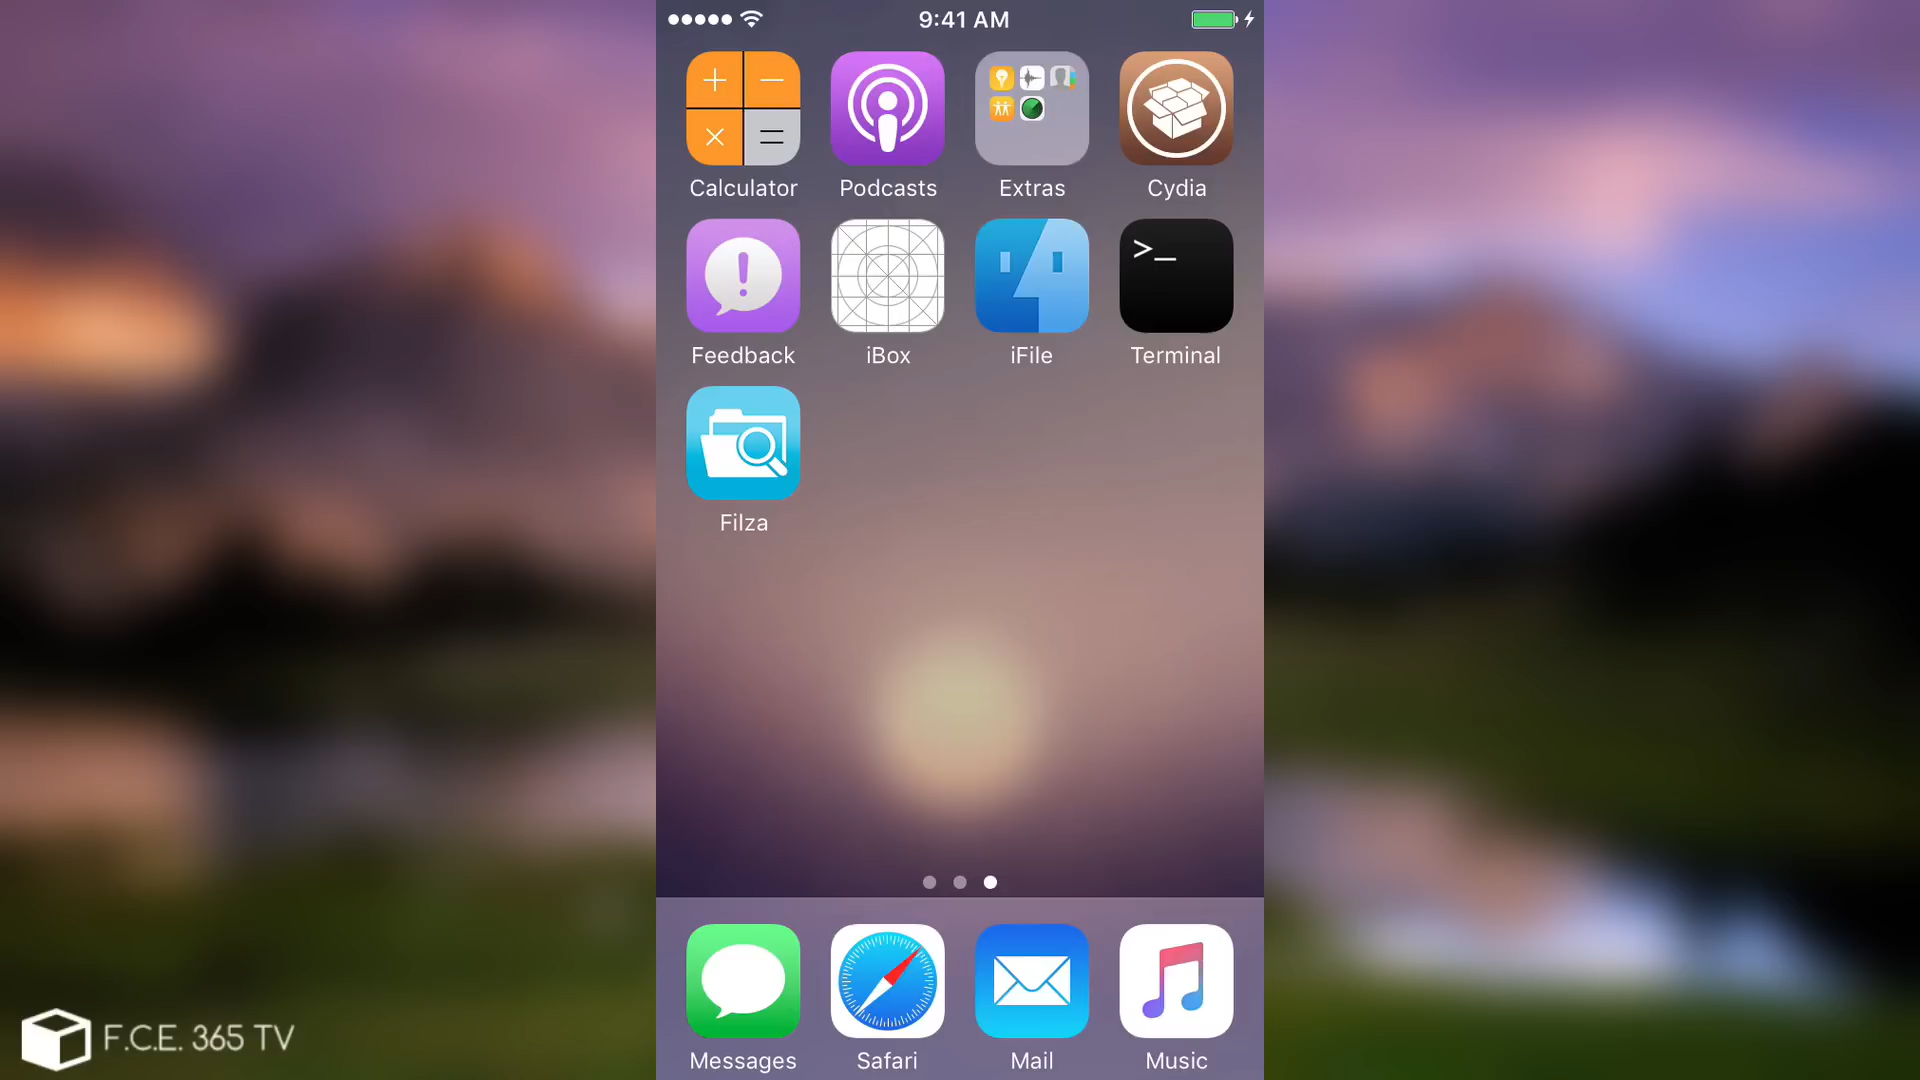 9:41 AM
Calculator
Podcasts
Extras
Cydia
>_
Feedback
iBox
iFile
Terminal
Filza
Messages
Safari
Mail
Music
F.C.E. 365 TV